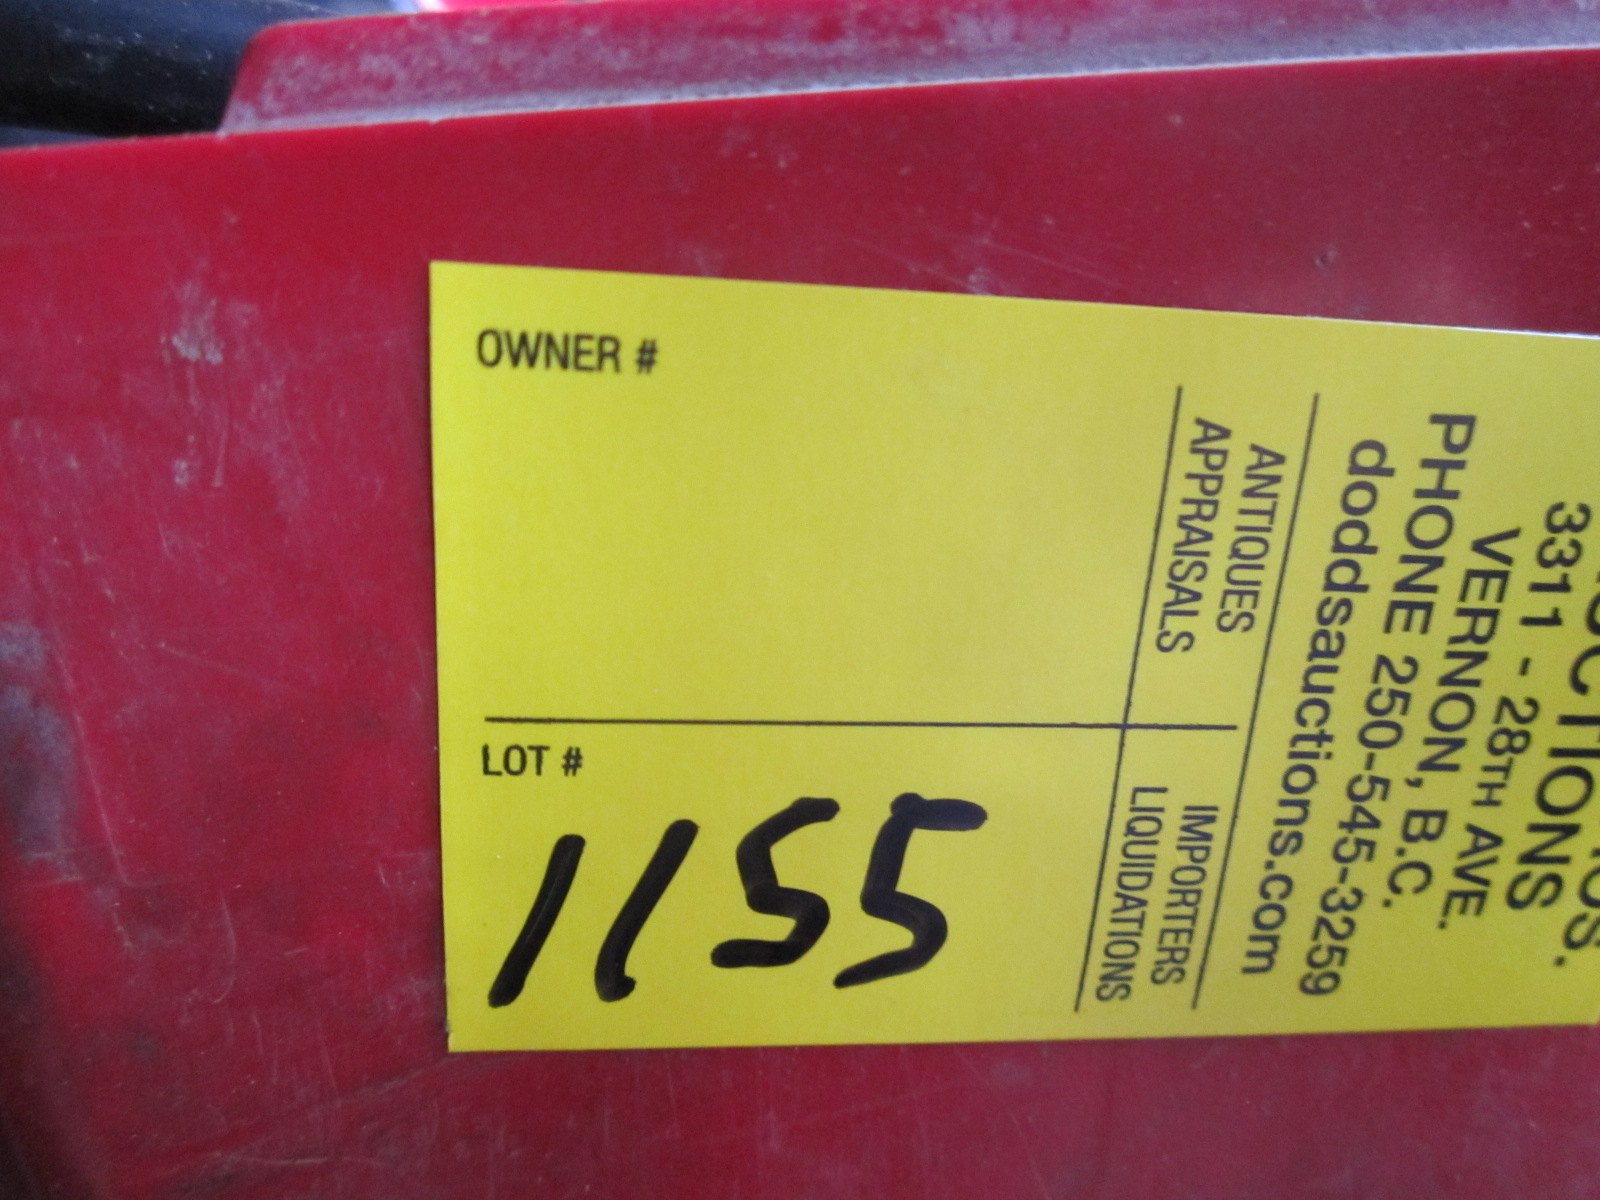 OWNER #
LOT #
1155
3311 - 28TH AVE.
VERNON, B.C.
PHONE 250-545-3259
doddsauctions.com
ANTIQUES
APPRAISALS
IMPORTERS
LIQUIDATIONS